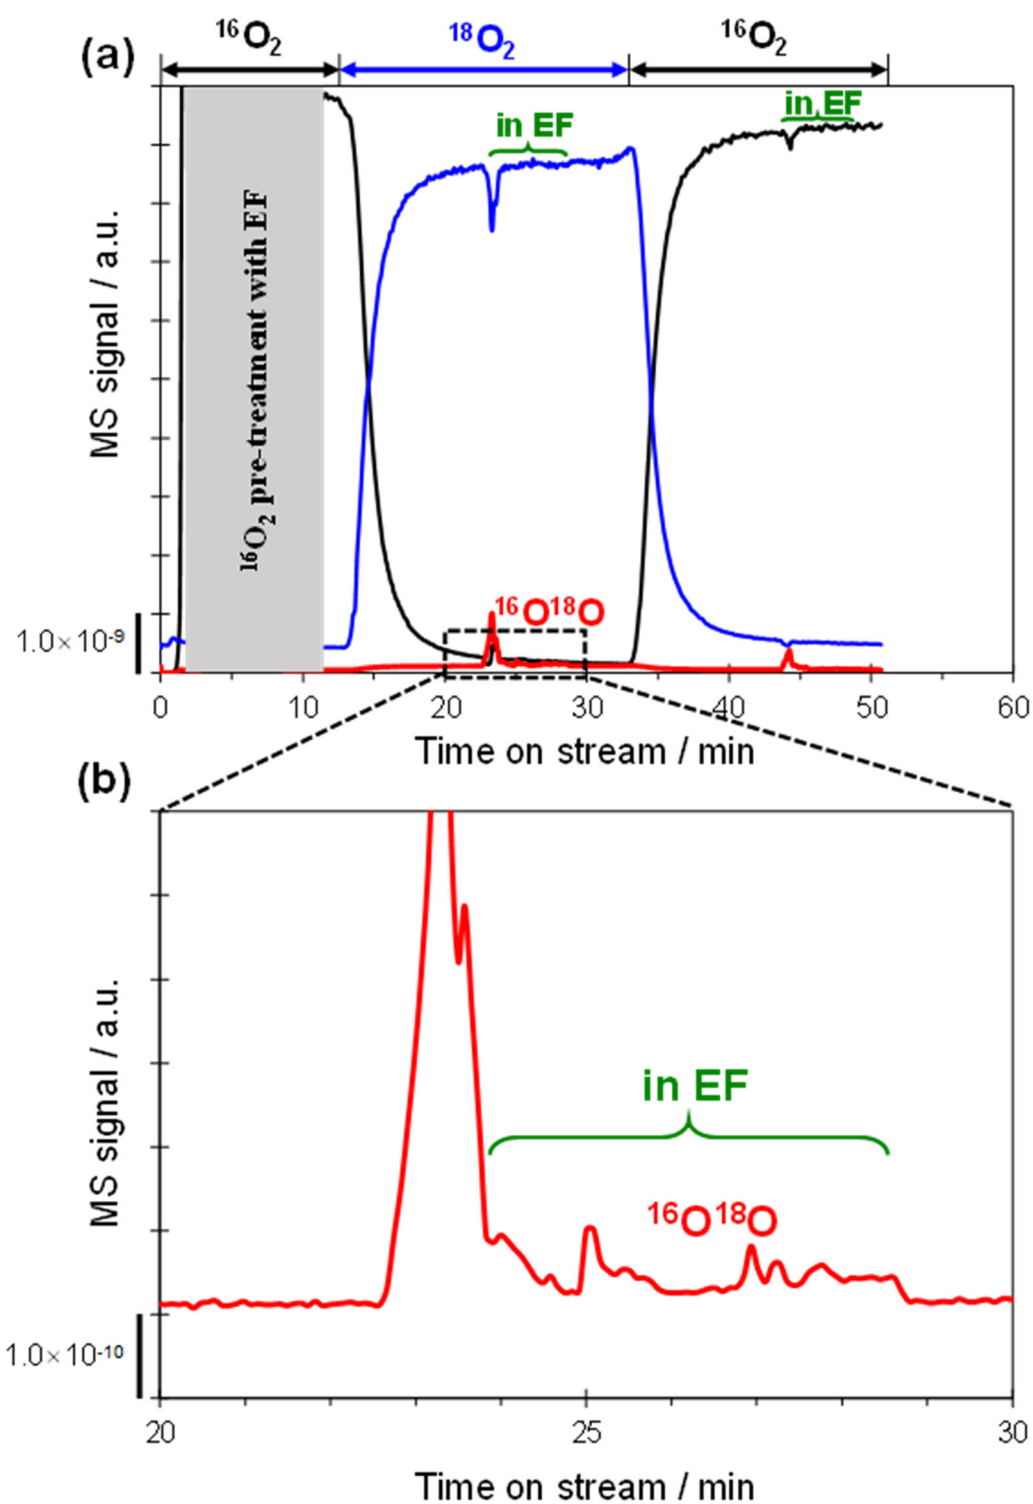 (a)
¹⁶O₂ ¹⁸O₂ ¹⁶O₂
in EF
in EF
MS signal / a.u.
¹⁶O₂ pre-treatment with EF
¹⁶O¹⁸O
1.0×10⁻⁹
0 10 20 30 40 50 60
Time on stream / min
(b)
MS signal / a.u.
in EF
¹⁶O¹⁸O
1.0×10⁻¹⁰
20 25 30
Time on stream / min